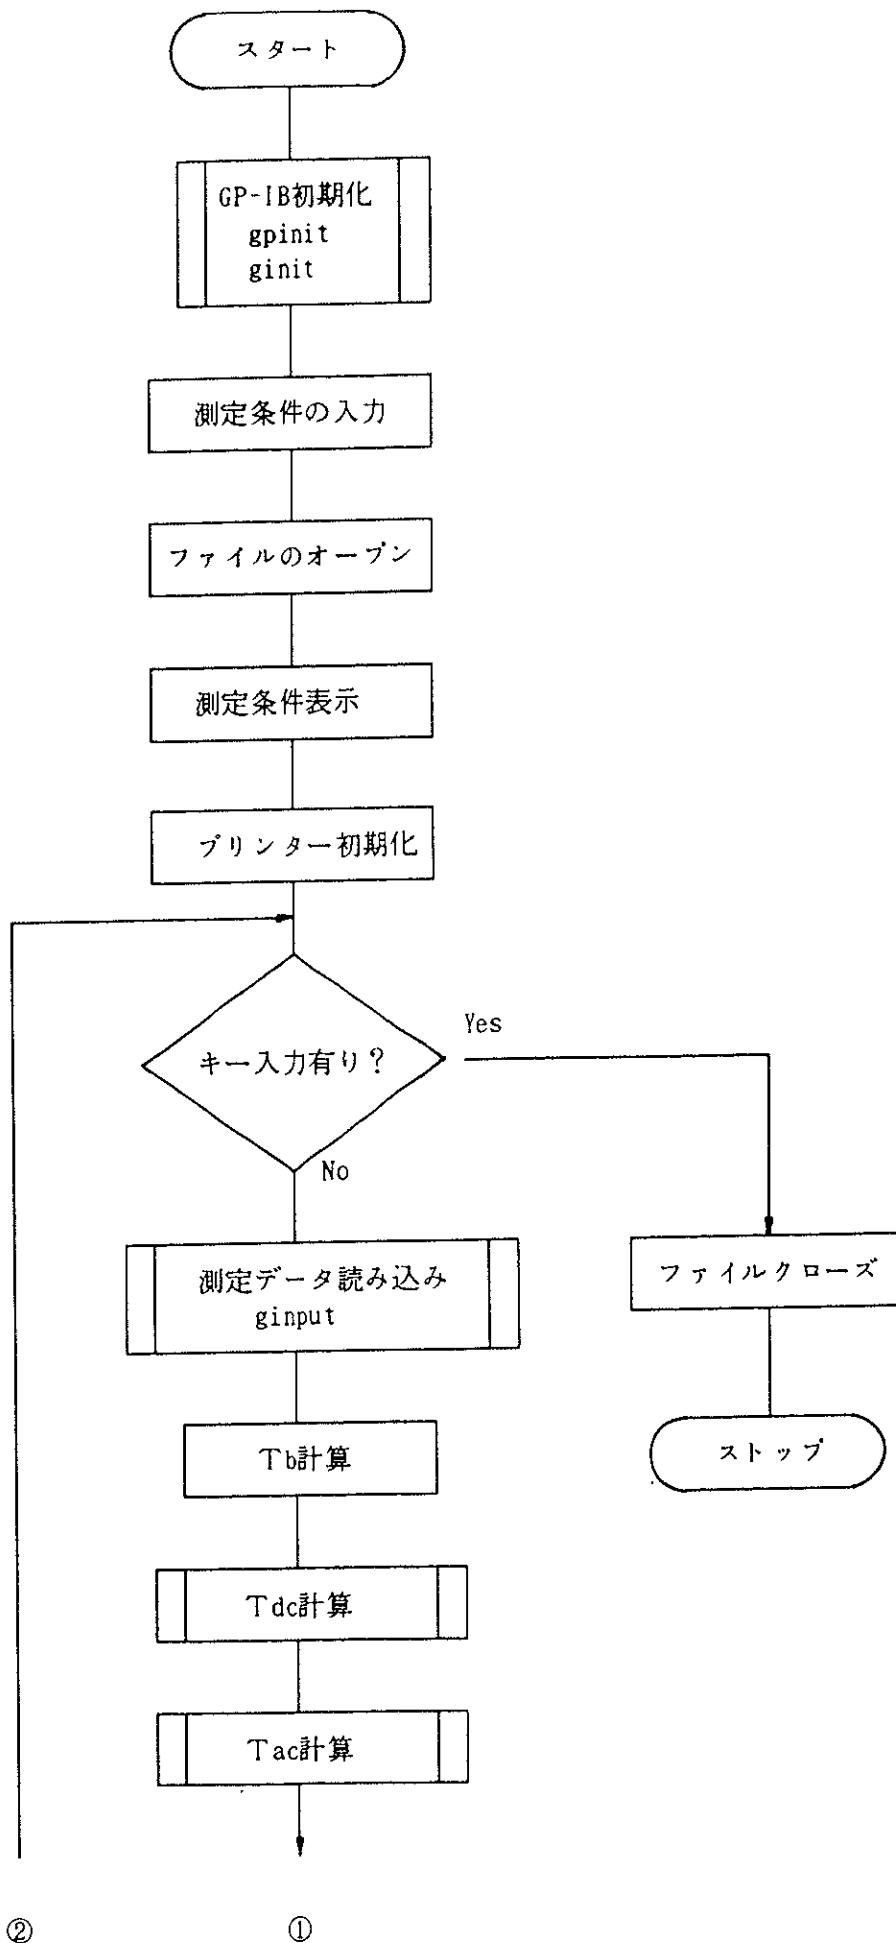 スタート
GP-IB初期化
gpinit
ginit
測定条件の入力
ファイルのオープン
測定条件表示
プリンター初期化
キー入力有り?
Yes
No
測定データ読み込み
ginput
ファイルクローズ
Tb計算
ストップ
Tdc計算
Tac計算
②
①